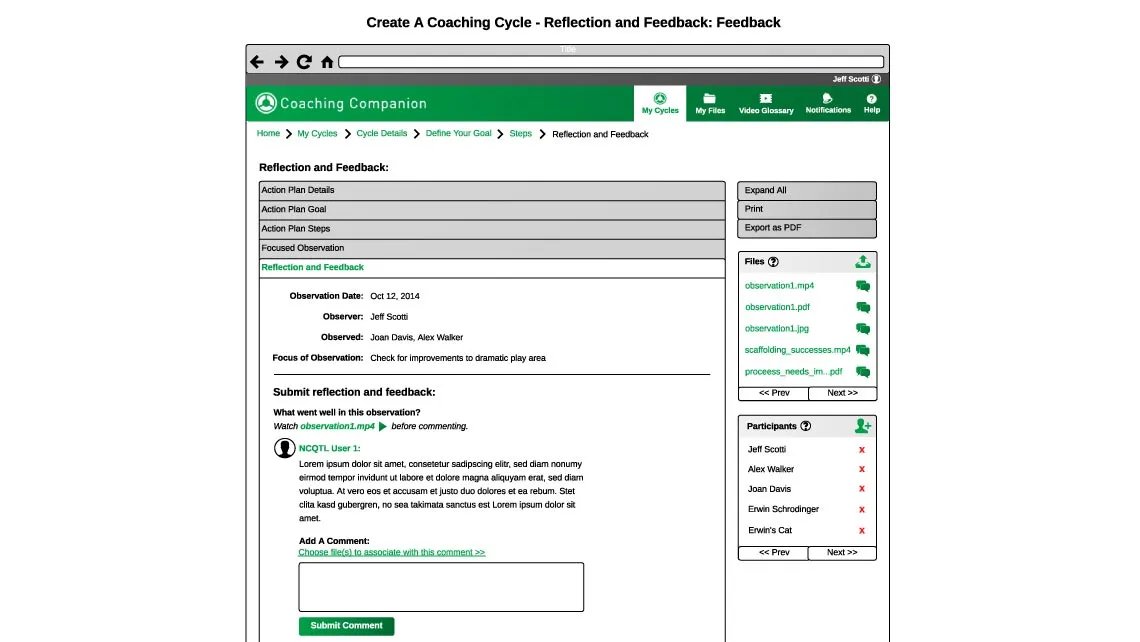 Create A Coaching Cycle - Reflection and Feedback: Feedback
Title
Jeff Scotti
Coaching Companion
My Cycles
My Files
Video Glossary
Notifications
Help
Home My Cycles Cycle Details Define Your Goal Steps Reflection and Feedback
Reflection and Feedback:
Action Plan Details
Action Plan Goal
Action Plan Steps
Focused Observation
Reflection and Feedback
Observation Date: Oct 12, 2014
Observer: Jeff Scotti
Observed: Joan Davis, Alex Walker
Focus of Observation: Check for improvements to dramatic play area
Submit reflection and feedback:
What went well in this observation?
Watch observation1.mp4 before commenting.
NCQTL User 1:
Lorem ipsum dolor sit amet, consetetur sadipscing elitr, sed diam nonumy
eirmod tempor invidunt ut labore et dolore magna aliquyam erat, sed diam
voluptua. At vero eos et accusam et justo duo dolores et ea rebum. Stet
clita kasd gubergren, no sea takimata sanctus est Lorem ipsum dolor sit
amet.
Add A Comment:
Choose file(s) to associate with this comment >>
Submit Comment
Expand All
Print
Export as PDF
Files ?
observation1.mp4
observation1.pdf
observation1.jpg
scaffolding_successes.mp4
proceess_needs_im...pdf
<< Prev Next >>
Participants ?
Jeff Scotti x
Alex Walker x
Joan Davis x
Erwin Schrodinger x
Erwin's Cat x
<< Prev Next >>